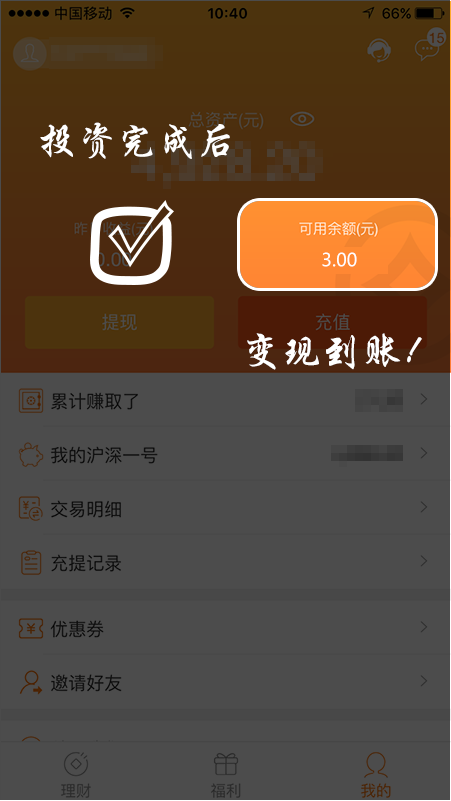 中国移动 10:40 66%
15
总资产(元)
投资完成后
可用余额(元)
3.00
提现 充值
变现到账!
累计赚取了
我的沪深一号
交易明细
充提记录
优惠券
邀请好友
理财 福利 我的